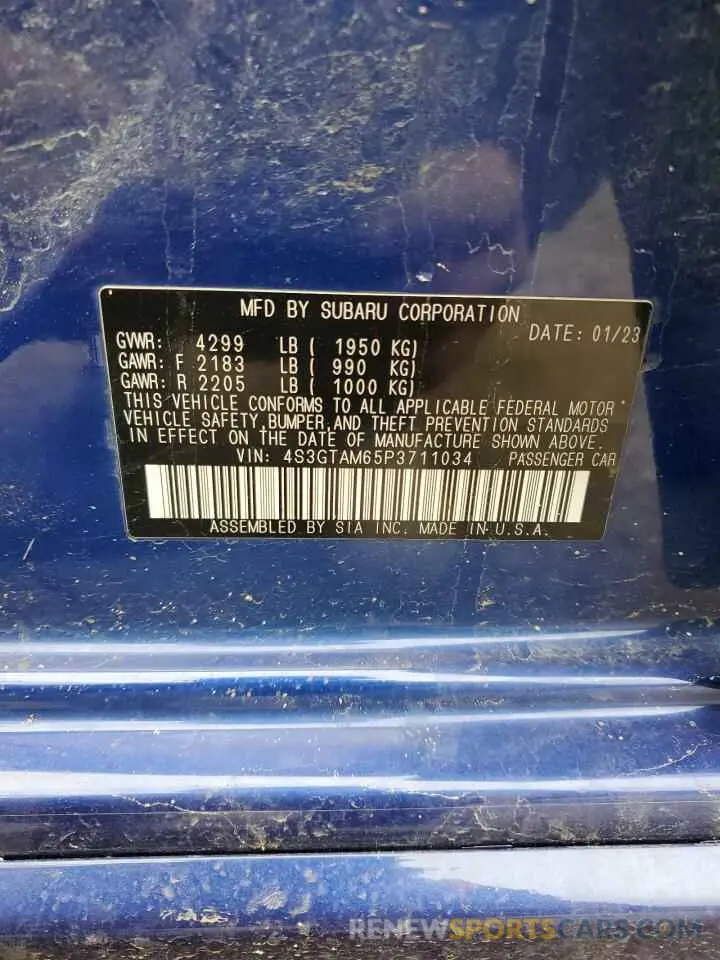 MFD BY SUBARU CORPORATION
DATE: 01/23
GVWR: 4299 LB ( 1950 KG)
GAWR: F 2183 LB ( 990 KG)
GAWR: R 2205 LB ( 1000 KG)
THIS VEHICLE CONFORMS TO ALL APPLICABLE FEDERAL MOTOR
VEHICLE SAFETY, BUMPER, AND THEFT PREVENTION STANDARDS
IN EFFECT ON THE DATE OF MANUFACTURE SHOWN ABOVE.
VIN: 4S3GTAM65P3711034 PASSENGER CAR
ASSEMBLED BY SIA INC. MADE IN U.S.A.
RENEWSPORTSCARS.COM